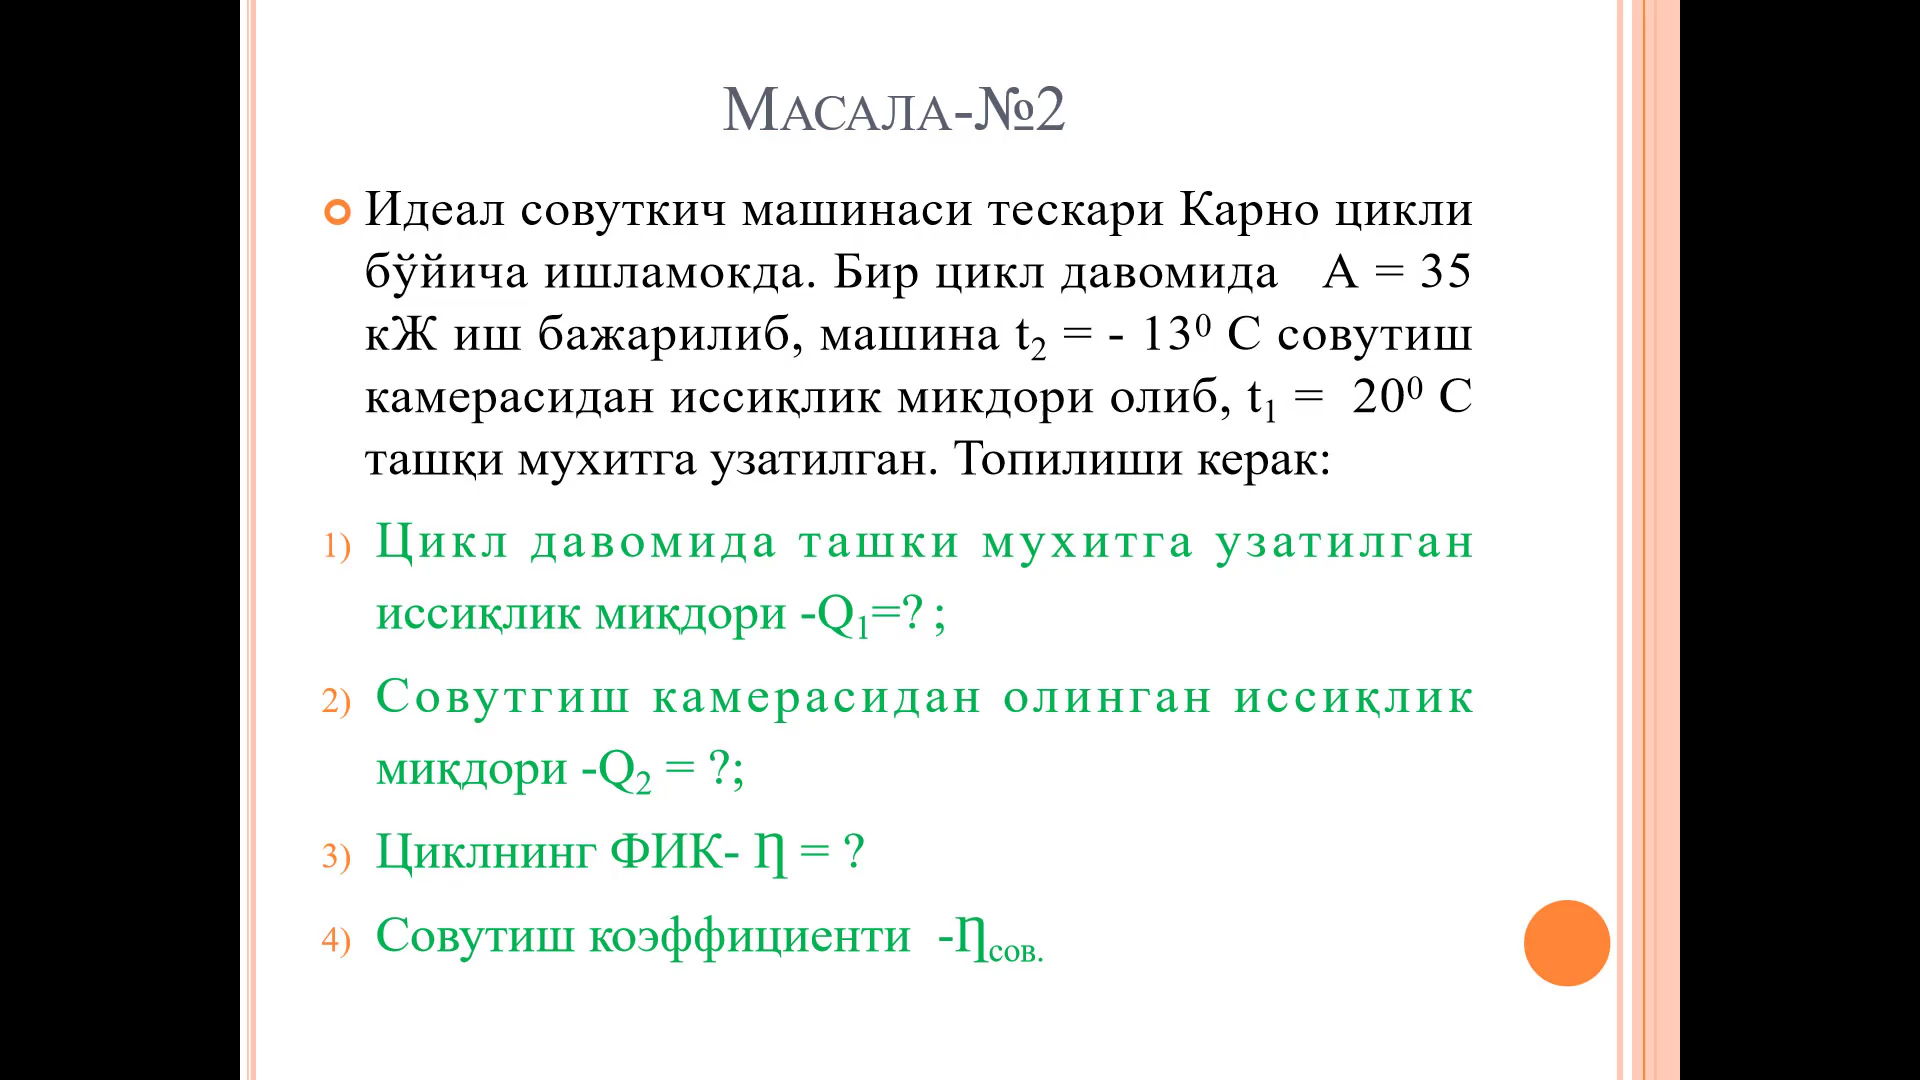 Масала-№2
Идеал совуткич машинаси тескари Карно цикли
бўйича ишламокда. Бир цикл давомида А = 35
кЖ иш бажарилиб, машина t₂ = - 13⁰ С совутиш
камерасидан иссиқлик микдори олиб, t₁ = 20⁰ С
ташқи мухитга узатилган. Топилиши керак:
1) Цикл давомида ташки мухитга узатилган
иссиқлик миқдори -Q₁=? ;
2) Совутгиш камерасидан олинган иссиқлик
миқдори -Q₂ = ?;
3) Циклнинг ФИК- Ƞ = ?
4) Совутиш коэффициенти -Ƞсов.